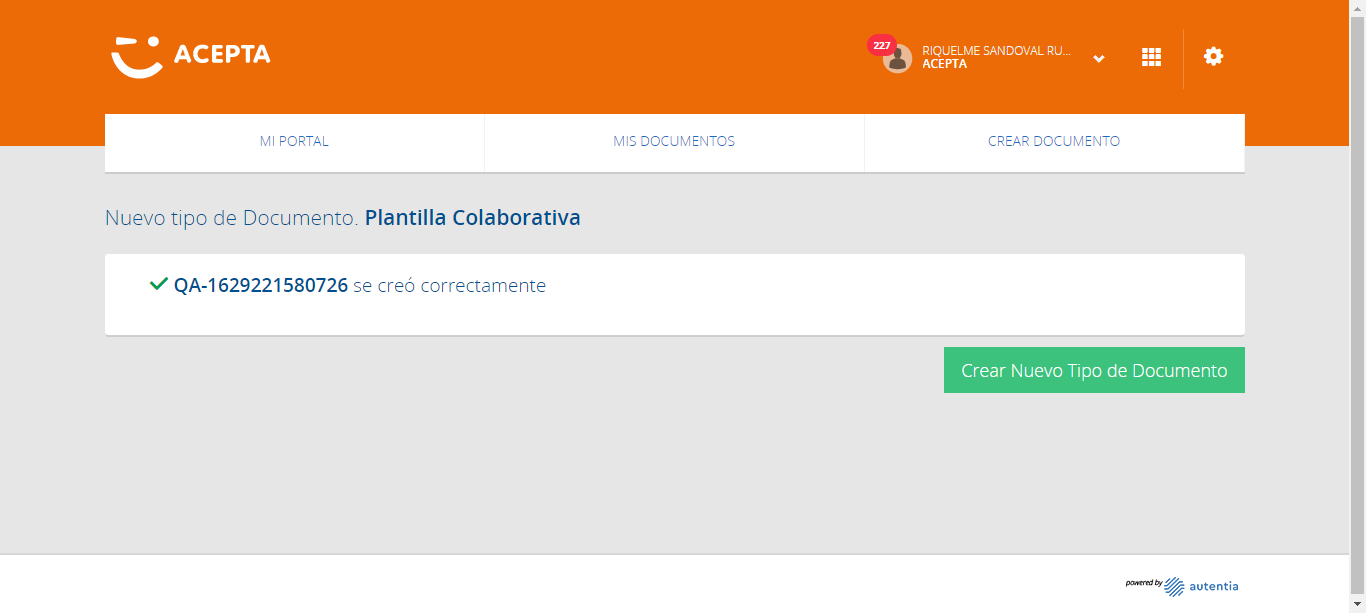 ACEPTA
227
RIQUELME SANDOVAL RU...
ACEPTA
MI PORTAL
MIS DOCUMENTOS
CREAR DOCUMENTO
Nuevo tipo de Documento. Plantilla Colaborativa
QA-1629221580726 se creó correctamente
Crear Nuevo Tipo de Documento
powered by autentia